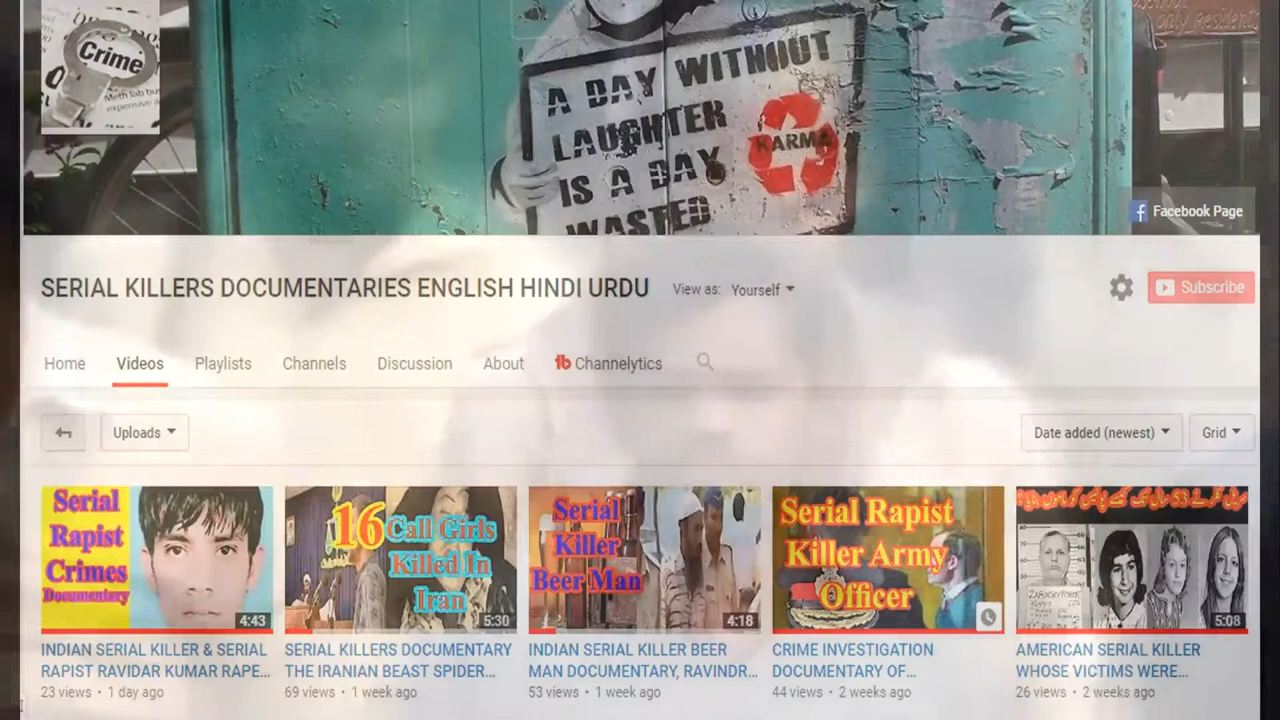 Crime
Meth lab bu
expensive a
A DAY WITHOUT
LAUGHTER
IS A DAY
WASTED
KARMA
Facebook Page
SERIAL KILLERS DOCUMENTARIES ENGLISH HINDI URDU View as: Yourself
Subscribe
Home Videos Playlists Channels Discussion About Channelytics
Uploads Date added (newest) Grid
Serial
Rapist
Crimes
Documentary
4:43
16 Call Girls
Killed In
Iran
5:30
Serial
Killer
Beer Man
4:18
Serial Rapist
Killer Army
Officer
5:08
INDIAN SERIAL KILLER & SERIAL
RAPIST RAVIDAR KUMAR RAPE...
23 views • 1 day ago
SERIAL KILLERS DOCUMENTARY
THE IRANIAN BEAST SPIDER...
69 views • 1 week ago
INDIAN SERIAL KILLER BEER
MAN DOCUMENTARY, RAVINDR...
53 views • 1 week ago
CRIME INVESTIGATION
DOCUMENTARY OF...
44 views • 2 weeks ago
AMERICAN SERIAL KILLER
WHOSE VICTIMS WERE...
26 views • 2 weeks ago